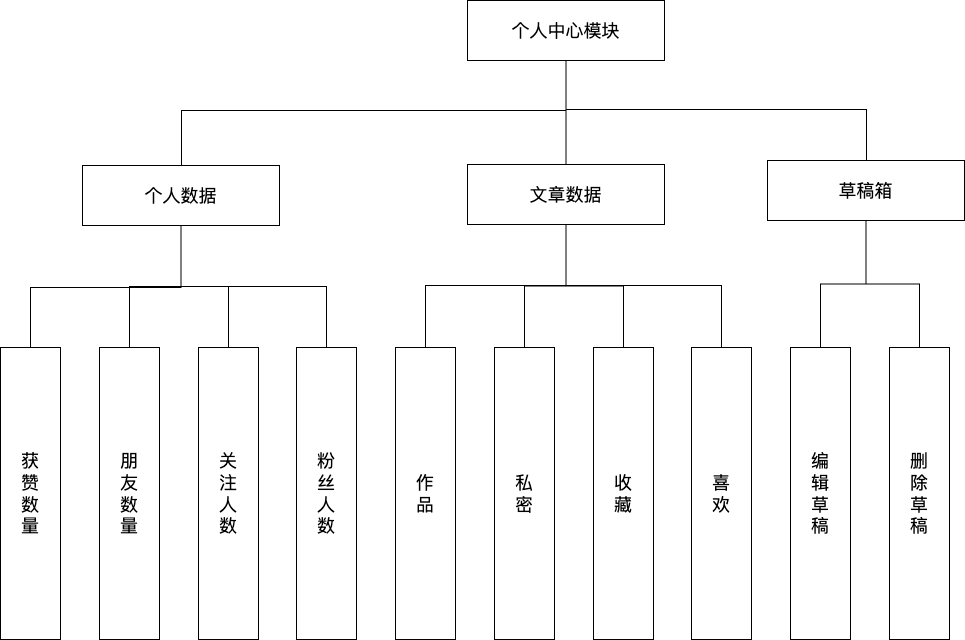 个人中心模块
个人数据
文章数据
草稿箱
获赞数量
朋友数量
关注人数
粉丝人数
作品
私密
收藏
喜欢
编辑草稿
删除草稿